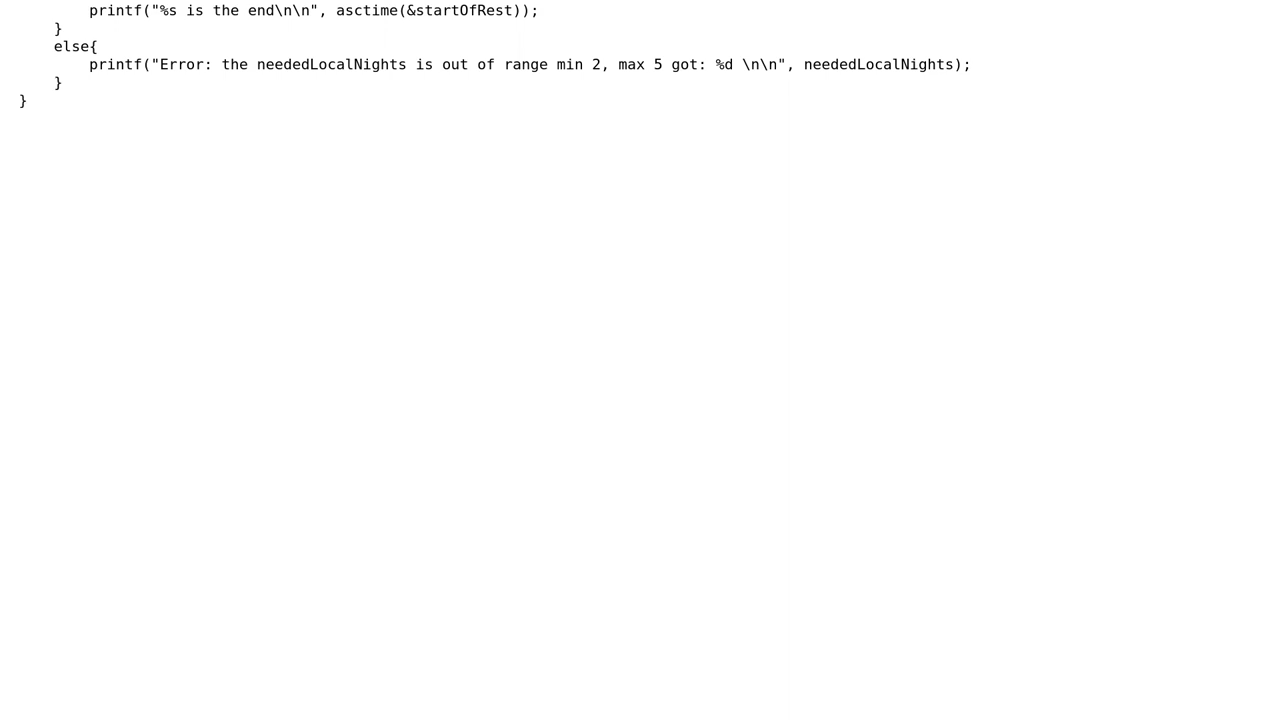 printf("%s is the end\n\n", asctime(&startOfRest));
    }
    else{
        printf("Error: the neededLocalNights is out of range min 2, max 5 got: %d \n\n", neededLocalNights);
    }
}